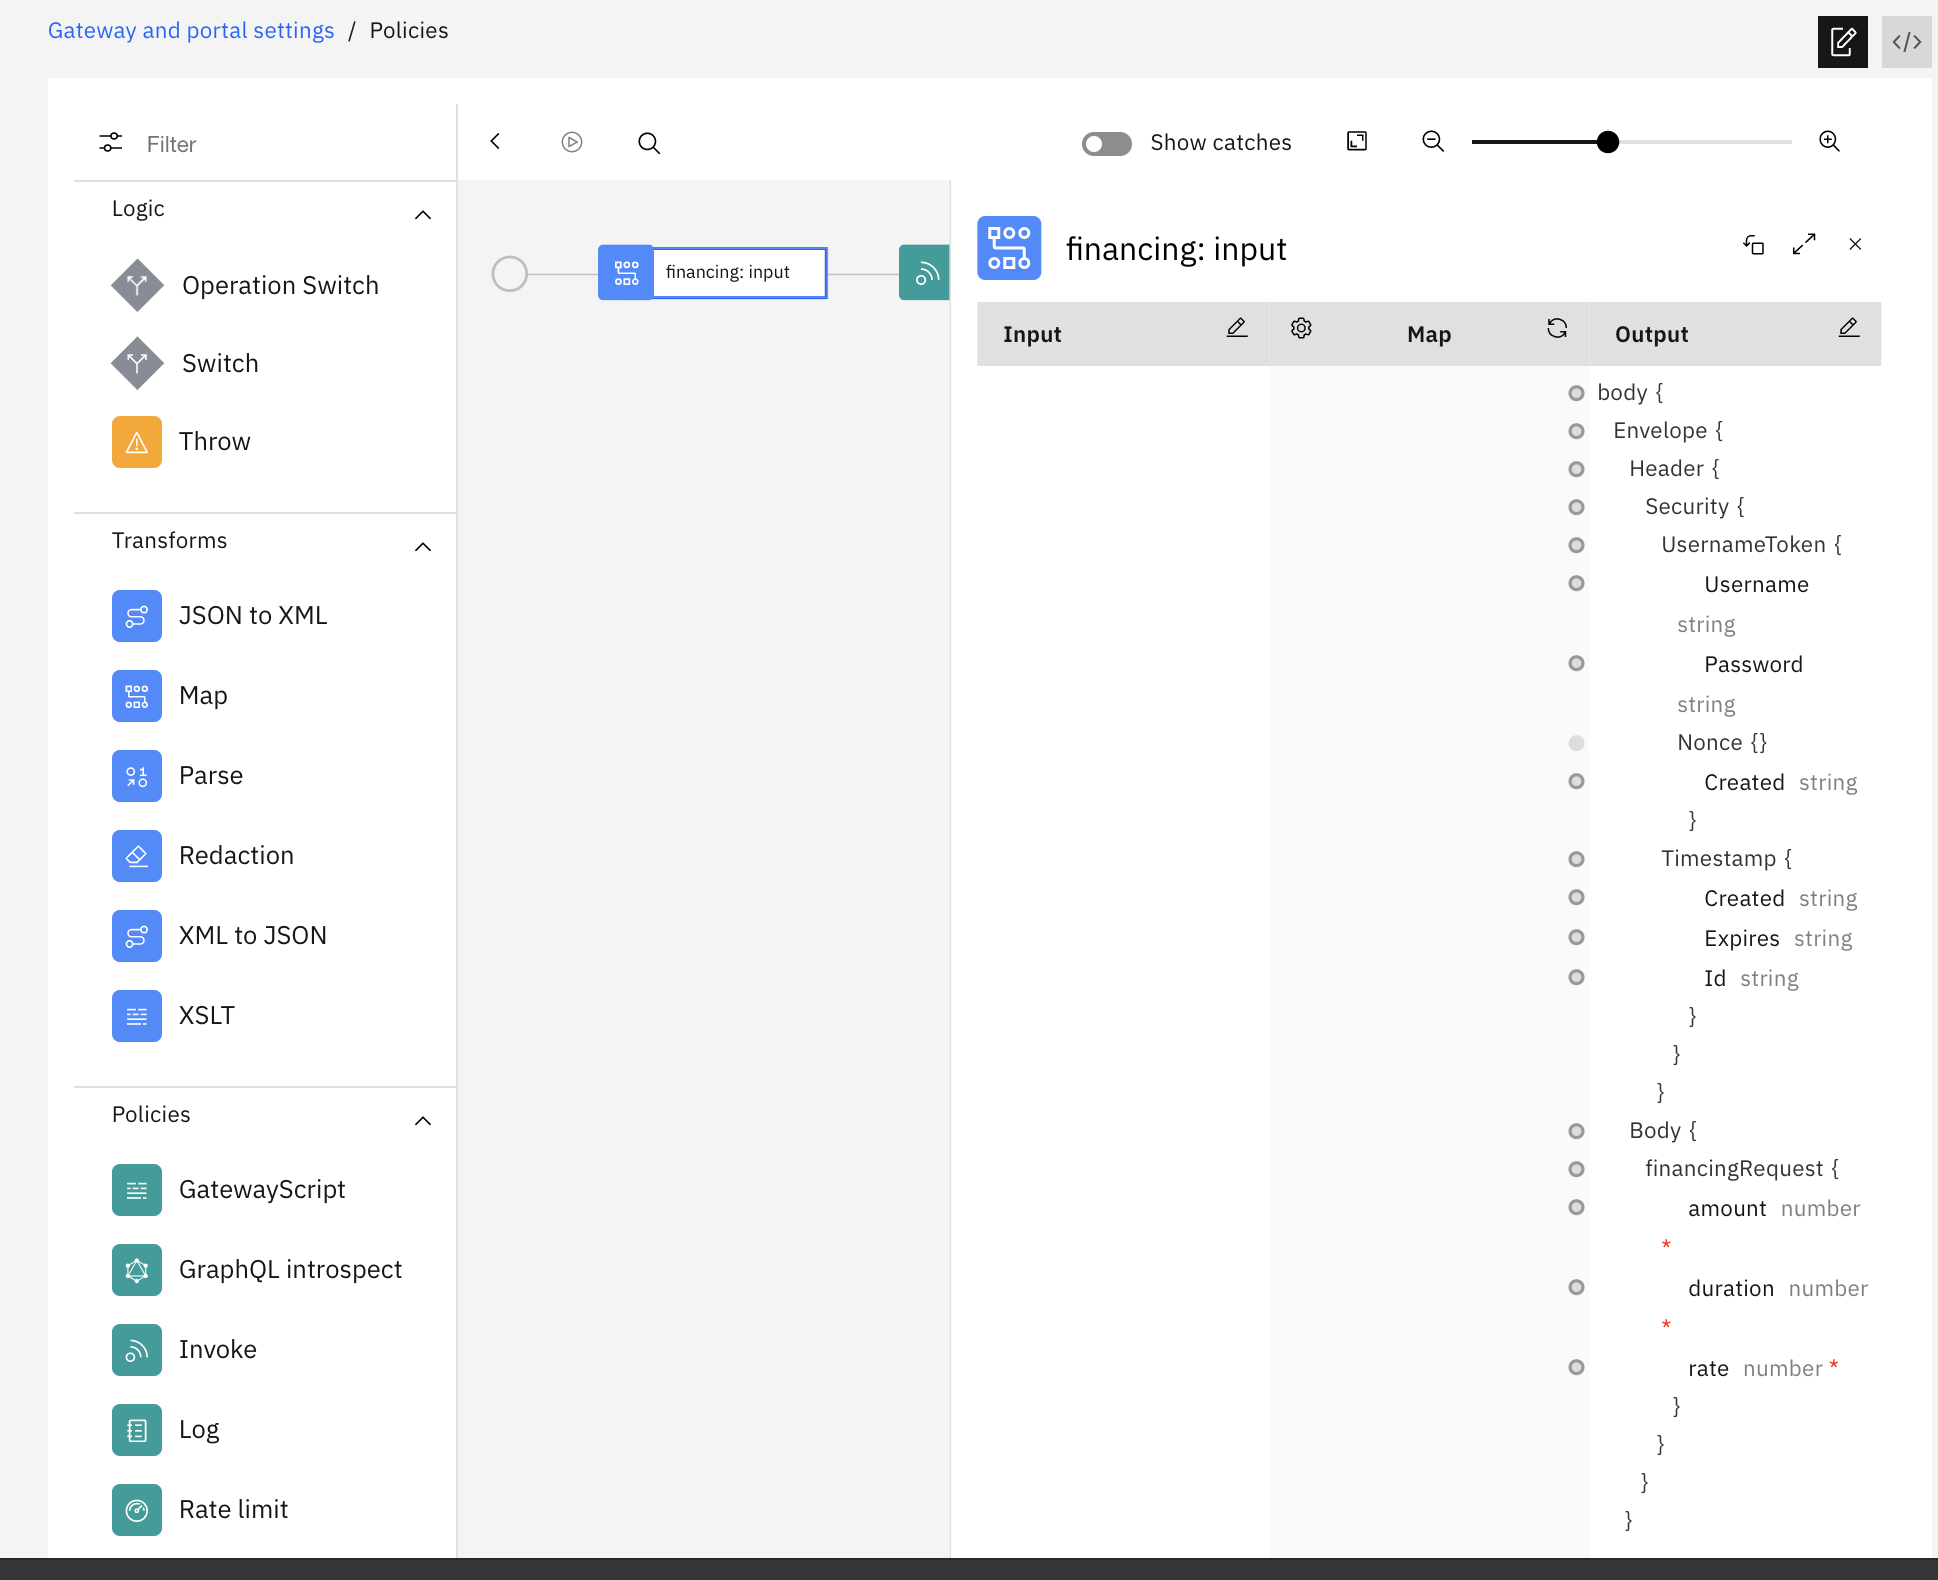 Gateway and portal settings / Policies
Filter
Show catches
Logic
Operation Switch
Switch
Throw
Transforms
JSON to XML
Map
Parse
Redaction
XML to JSON
XSLT
Policies
GatewayScript
GraphQL introspect
Invoke
Log
Rate limit
financing: input
financing: input
Input Map Output
body {
Envelope {
Header {
Security {
UsernameToken {
Username
string
Password
string
Nonce {}
Created string
}
Timestamp {
Created string
Expires string
Id string
}
}
}
Body {
financingRequest {
amount number
*
duration number
*
rate number *
}
}
}
}